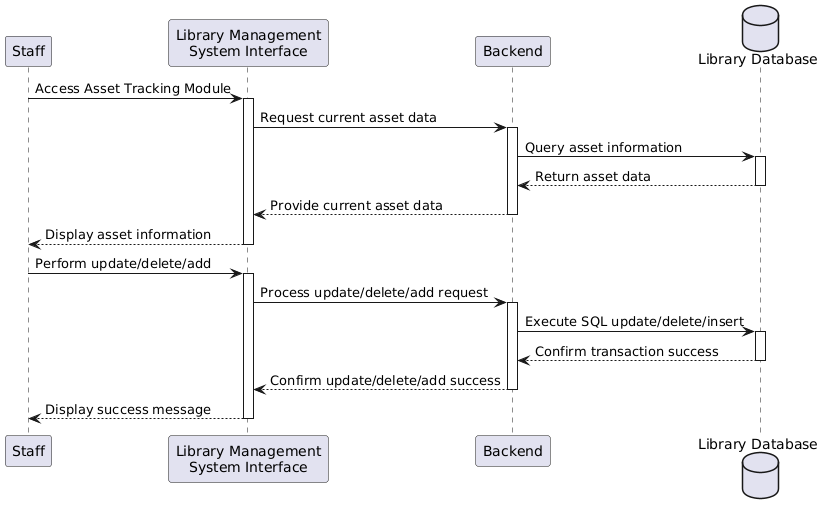 Staff
Library Management
System Interface
Backend
Library Database
Access Asset Tracking Module
Request current asset data
Query asset information
Return asset data
Provide current asset data
Display asset information
Perform update/delete/add
Process update/delete/add request
Execute SQL update/delete/insert
Confirm transaction success
Confirm update/delete/add success
Display success message
Staff
Library Management
System Interface
Backend
Library Database